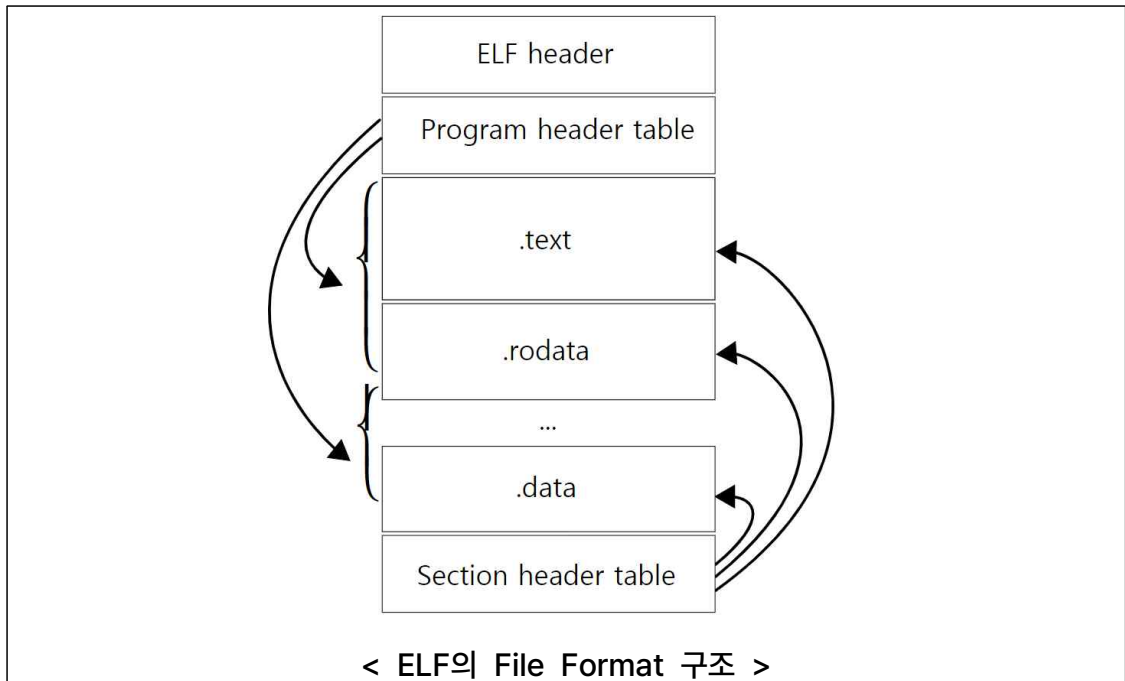 ELF header
Program header table
.text
.rodata
...
.data
Section header table
< ELF의 File Format 구조 >